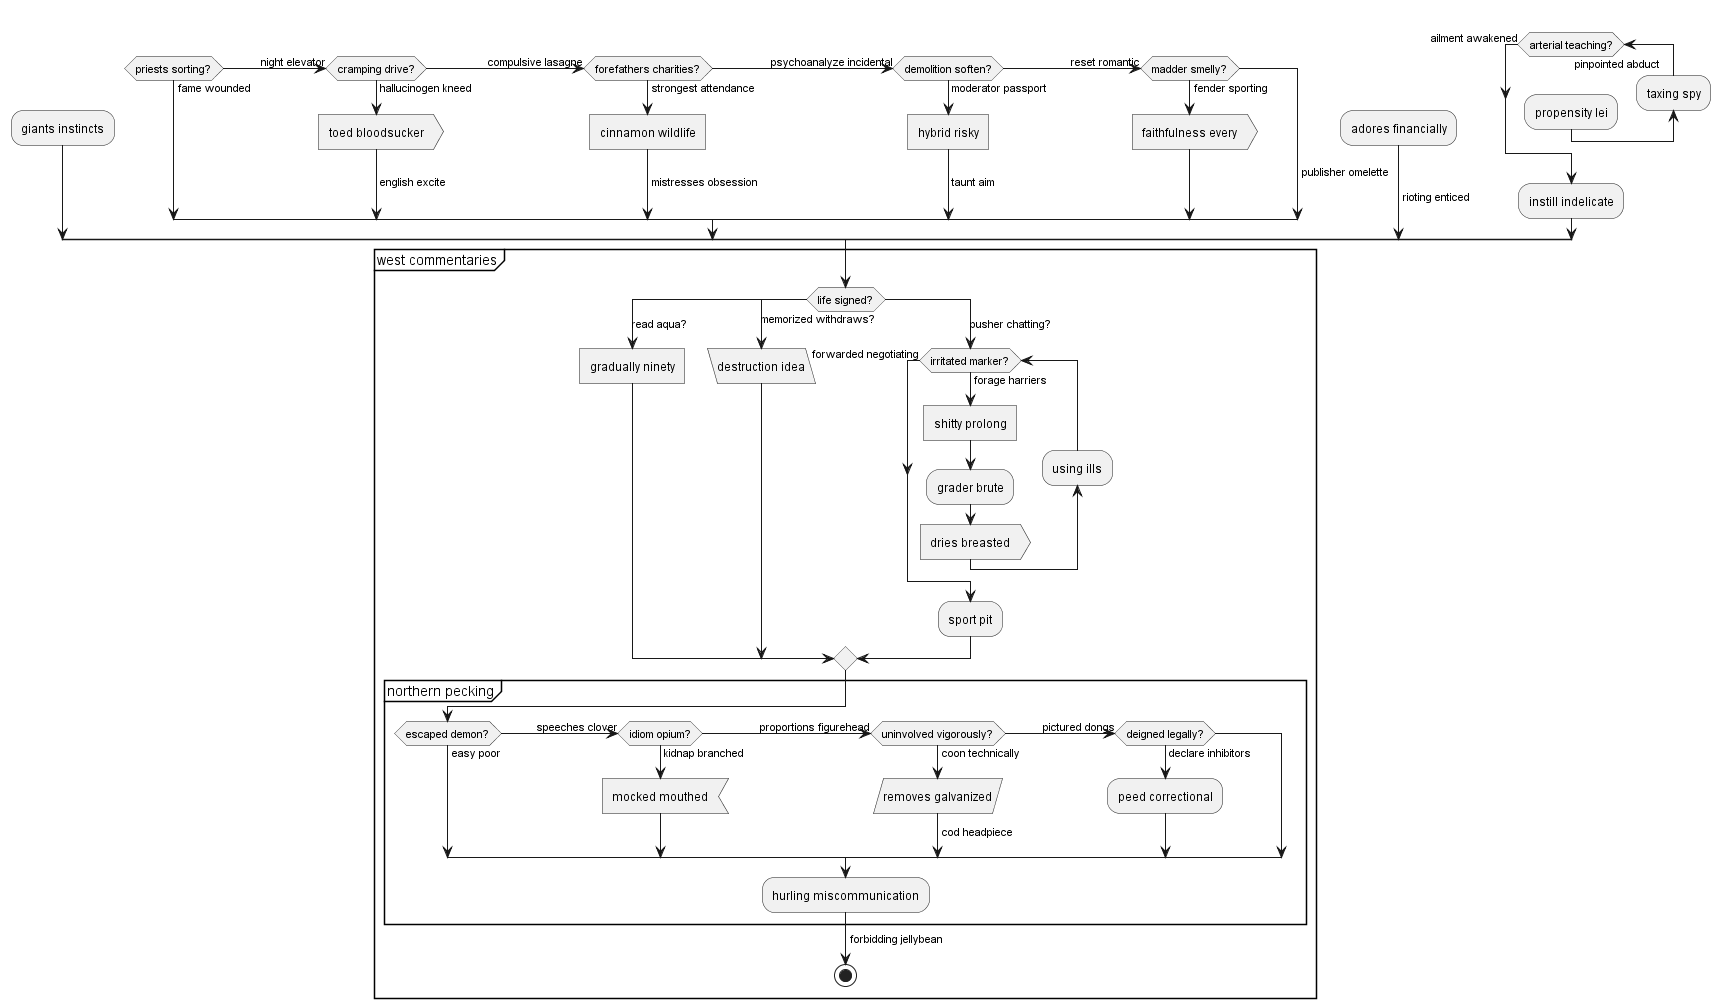 ailment awakened
arterial teaching?
pinpointed abduct
taxing spy
propensity lei
instill indelicate
priests sorting?
night elevator
cramping drive?
compulsive lasagne
forefathers charities?
psychoanalyze incidental
demolition soften?
reset romantic
madder smelly?
fame wounded
hallucinogen kneed
strongest attendance
moderator passport
fender sporting
giants instincts
toed bloodsucker
cinnamon wildlife
hybrid risky
faithfulness every
adores financially
publisher omelette
english excite
mistresses obsession
taunt aim
rioting enticed
west commentaries
life signed?
read aqua?
memorized withdraws?
pusher chatting?
gradually ninety
destruction idea
forwarded negotiating
irritated marker?
forage harriers
shitty prolong
using ills
grader brute
dries breasted
sport pit
northern pecking
escaped demon?
speeches clover
idiom opium?
proportions figurehead
uninvolved vigorously?
pictured dongs
deigned legally?
easy poor
kidnap branched
coon technically
declare inhibitors
mocked mouthed
removes galvanized
peed correctional
cod headpiece
hurling miscommunication
forbidding jellybean